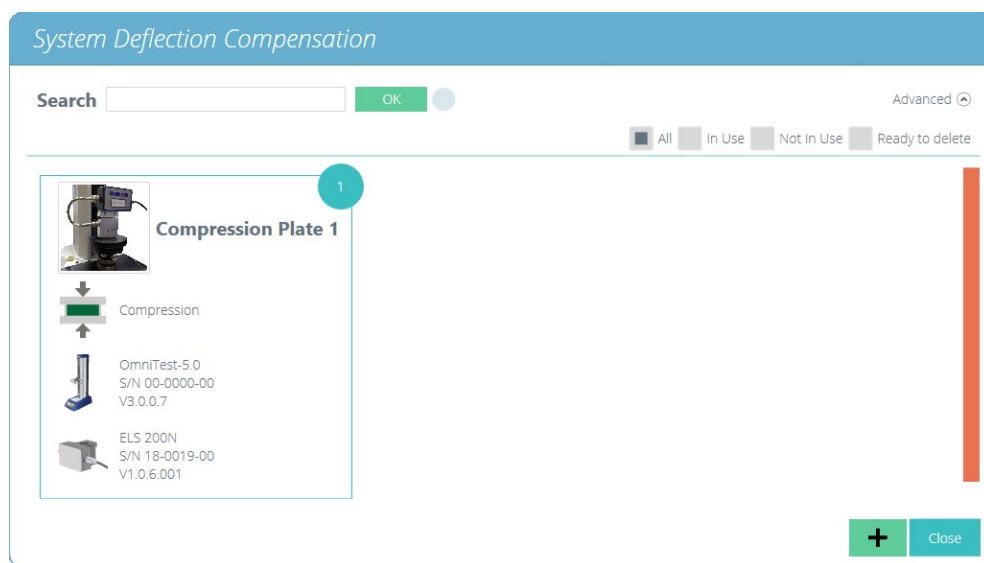 System Deflection Compensation
Search
OK
Advanced
All In Use Not In Use Ready to delete
1
Compression Plate 1
Compression
OmniTest-5.0
S/N 00-0000-00
V3.0.0.7
ELS 200N
S/N 18-0019-00
V1.0.6.001
+ Close